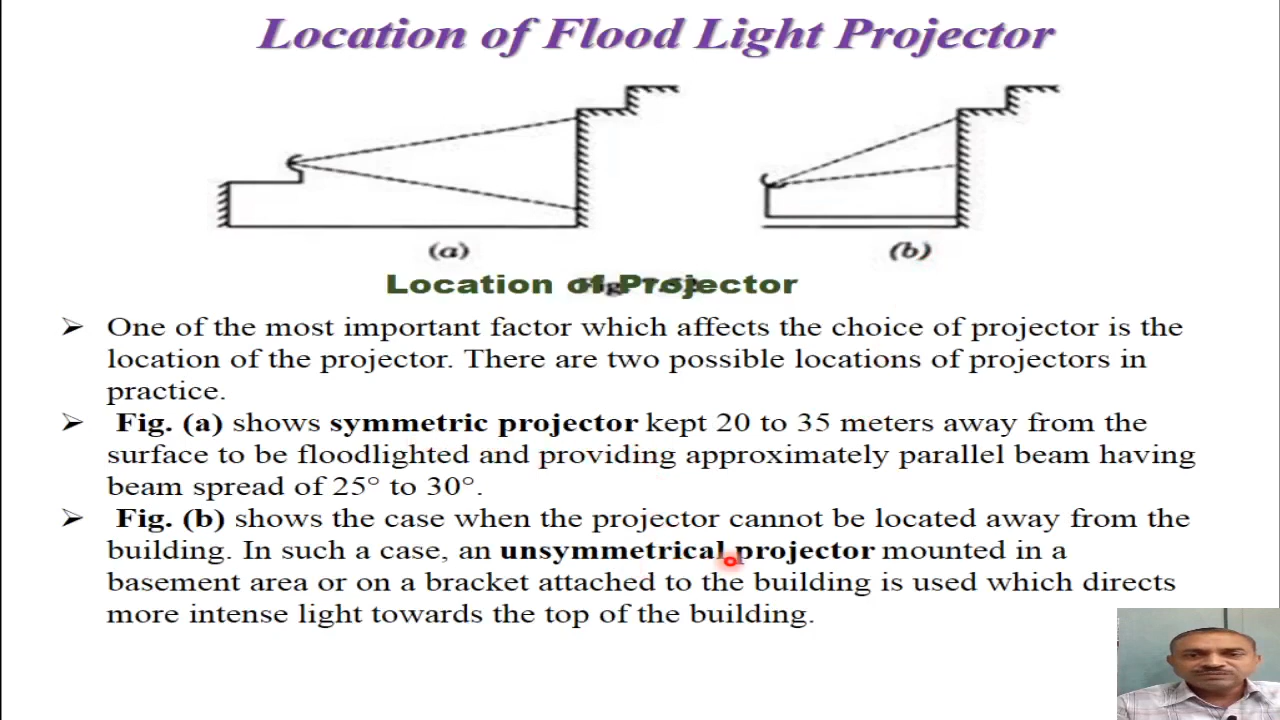 Location of Flood Light Projector
(a)
(b)
Location of Projector
➢ One of the most important factor which affects the choice of projector is the
location of the projector. There are two possible locations of projectors in
practice.
➢ Fig. (a) shows symmetric projector kept 20 to 35 meters away from the
surface to be floodlighted and providing approximately parallel beam having
beam spread of 25° to 30°.
➢ Fig. (b) shows the case when the projector cannot be located away from the
building. In such a case, an unsymmetrical projector mounted in a
basement area or on a bracket attached to the building is used which directs
more intense light towards the top of the building.